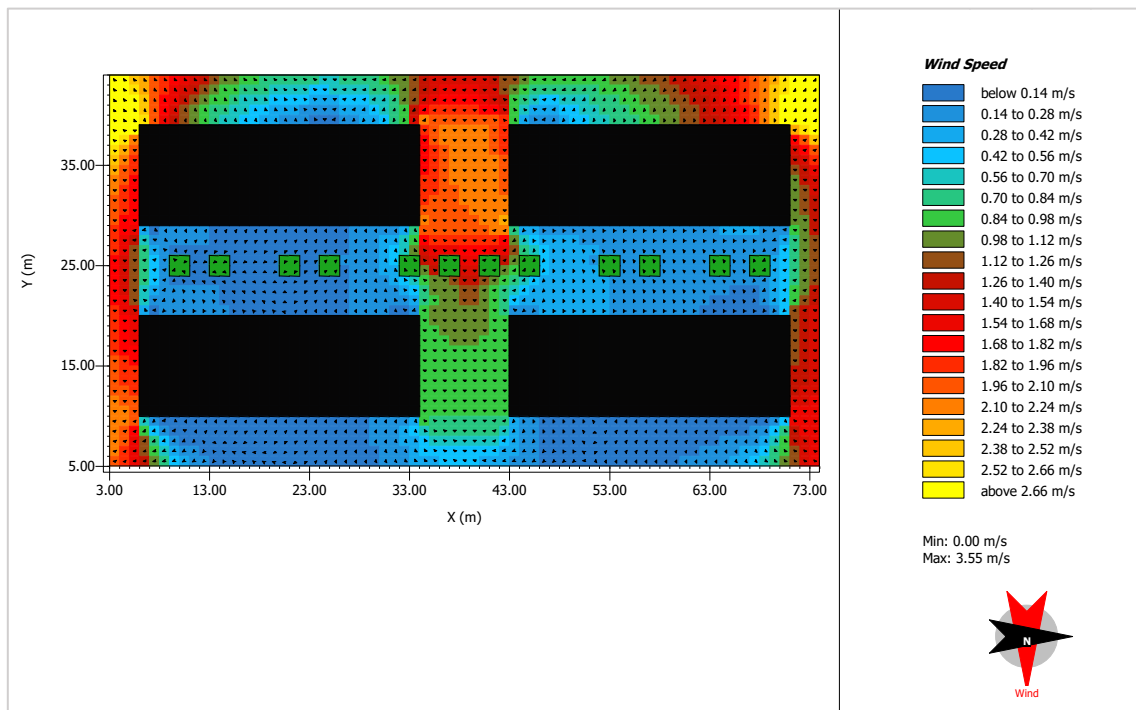 Wind Speed
below 0.14 m/s
0.14 to 0.28 m/s
0.28 to 0.42 m/s
0.42 to 0.56 m/s
0.56 to 0.70 m/s
0.70 to 0.84 m/s
0.84 to 0.98 m/s
0.98 to 1.12 m/s
1.12 to 1.26 m/s
1.26 to 1.40 m/s
1.40 to 1.54 m/s
1.54 to 1.68 m/s
1.68 to 1.82 m/s
1.82 to 1.96 m/s
1.96 to 2.10 m/s
2.10 to 2.24 m/s
2.24 to 2.38 m/s
2.38 to 2.52 m/s
2.52 to 2.66 m/s
above 2.66 m/s
Min: 0.00 m/s
Max: 3.55 m/s
N
Wind
35.00
25.00
15.00
5.00
Y (m)
3.00 13.00 23.00 33.00 43.00 53.00 63.00 73.00
X (m)